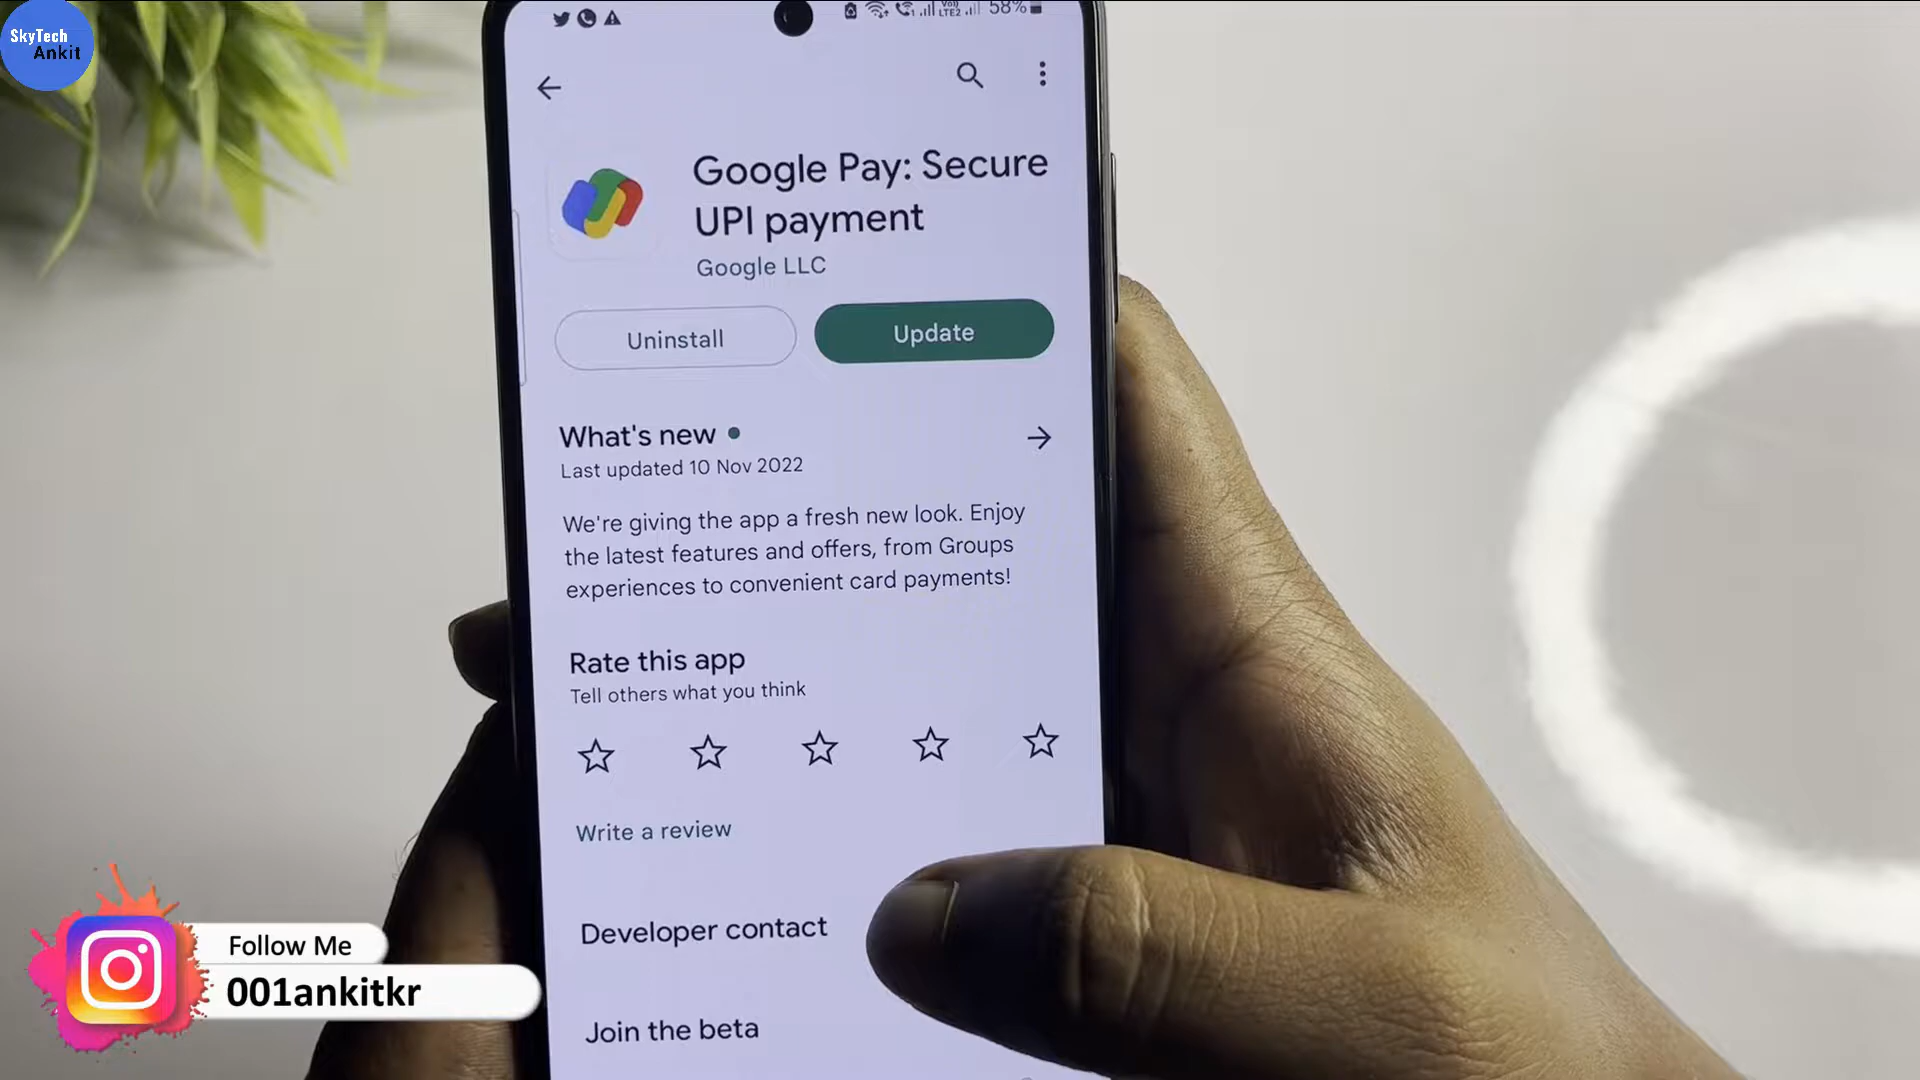 SkyTech
Ankit
LTE2
58%
Google Pay: Secure
UPI payment
Google LLC
Uninstall
Update
What's new
Last updated 10 Nov 2022
We're giving the app a fresh new look. Enjoy
the latest features and offers, from Groups
experiences to convenient card payments!
Rate this app
Tell others what you think
Write a review
Developer contact
Join the beta
Follow Me
001ankitkr